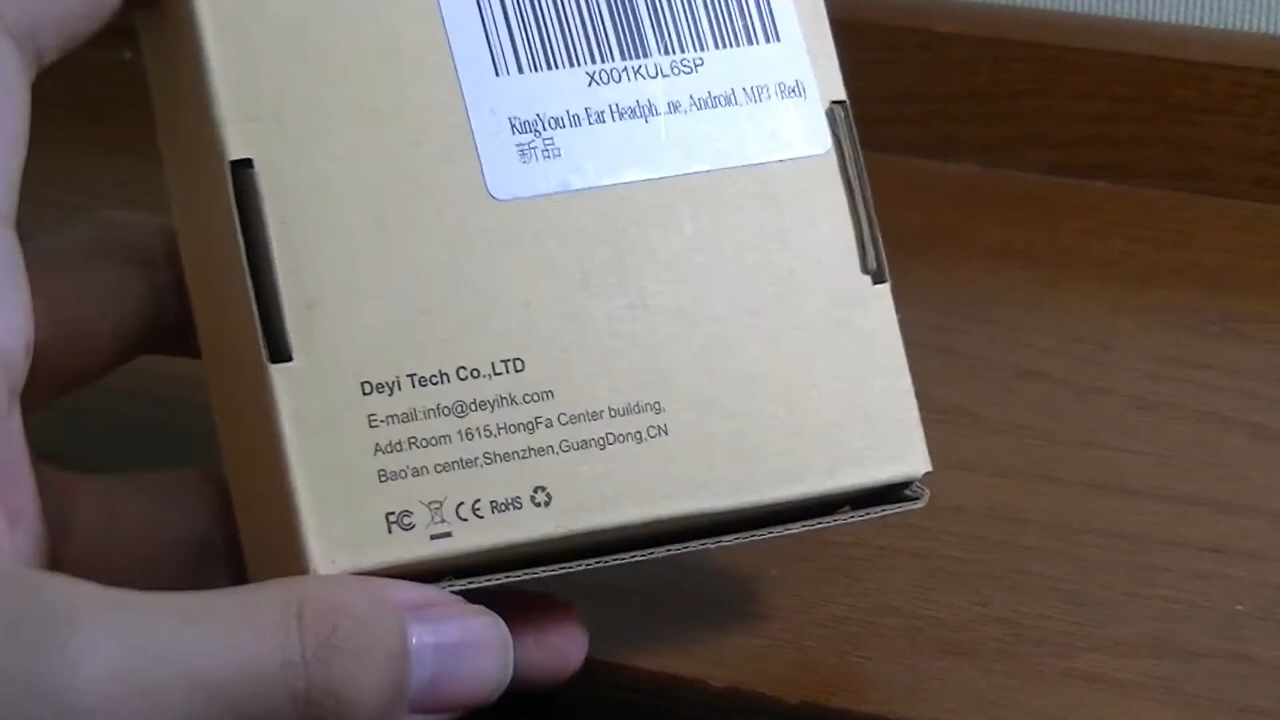 X001KUL6SP
KingYou In-Ear Headph...ne, Android, MP3 (Red)
新品
Deyi Tech Co.,LTD
E-mail:info@deyihk.com
Add:Room 1615,HongFa Center building,
Bao'an center,Shenzhen,GuangDong,CN
FC CE RoHS